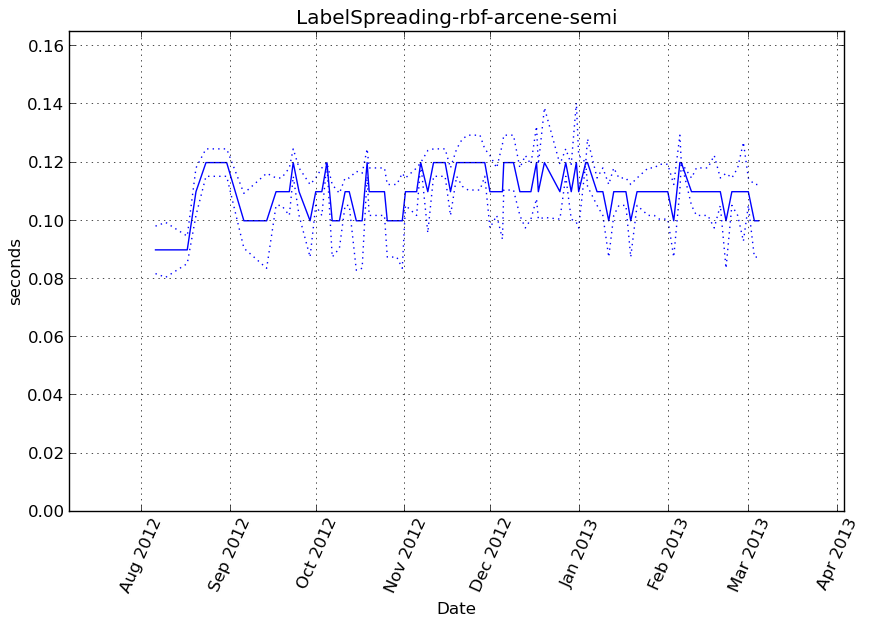 LabelSpreading-rbf-arcene-semi
0.16
0.14
0.12
0.10
0.08
0.06
0.04
0.02
0.00
seconds
Aug 2012
Sep 2012
Oct 2012
Nov 2012
Dec 2012
Jan 2013
Feb 2013
Mar 2013
Apr 2013
Date